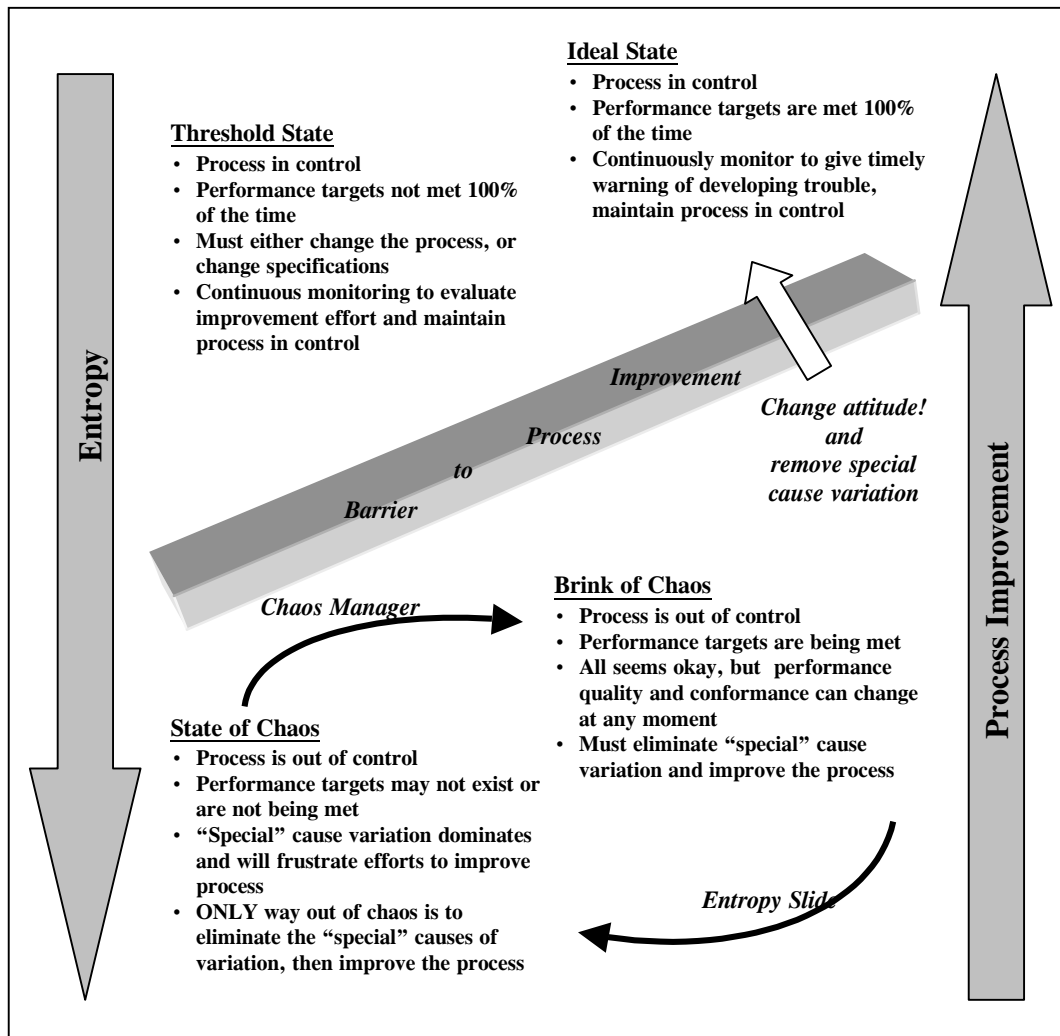 Ideal State
• Process in control
• Performance targets are met 100%
of the time
• Continuously monitor to give timely
warning of developing trouble,
maintain process in control
Threshold State
• Process in control
• Performance targets not met 100%
of the time
• Must either change the process, or
change specifications
• Continuous monitoring to evaluate
improvement effort and maintain
process in control
Entropy
Barrier to Process Improvement
Change attitude!
and
remove special
cause variation
Process Improvement
Chaos Manager
Brink of Chaos
• Process is out of control
• Performance targets are being met
• All seems okay, but performance
quality and conformance can change
at any moment
• Must eliminate “special” cause
variation and improve the process
State of Chaos
• Process is out of control
• Performance targets may not exist or
are not being met
• “Special” cause variation dominates
and will frustrate efforts to improve
process
• ONLY way out of chaos is to
eliminate the “special” causes of
variation, then improve the process
Entropy Slide